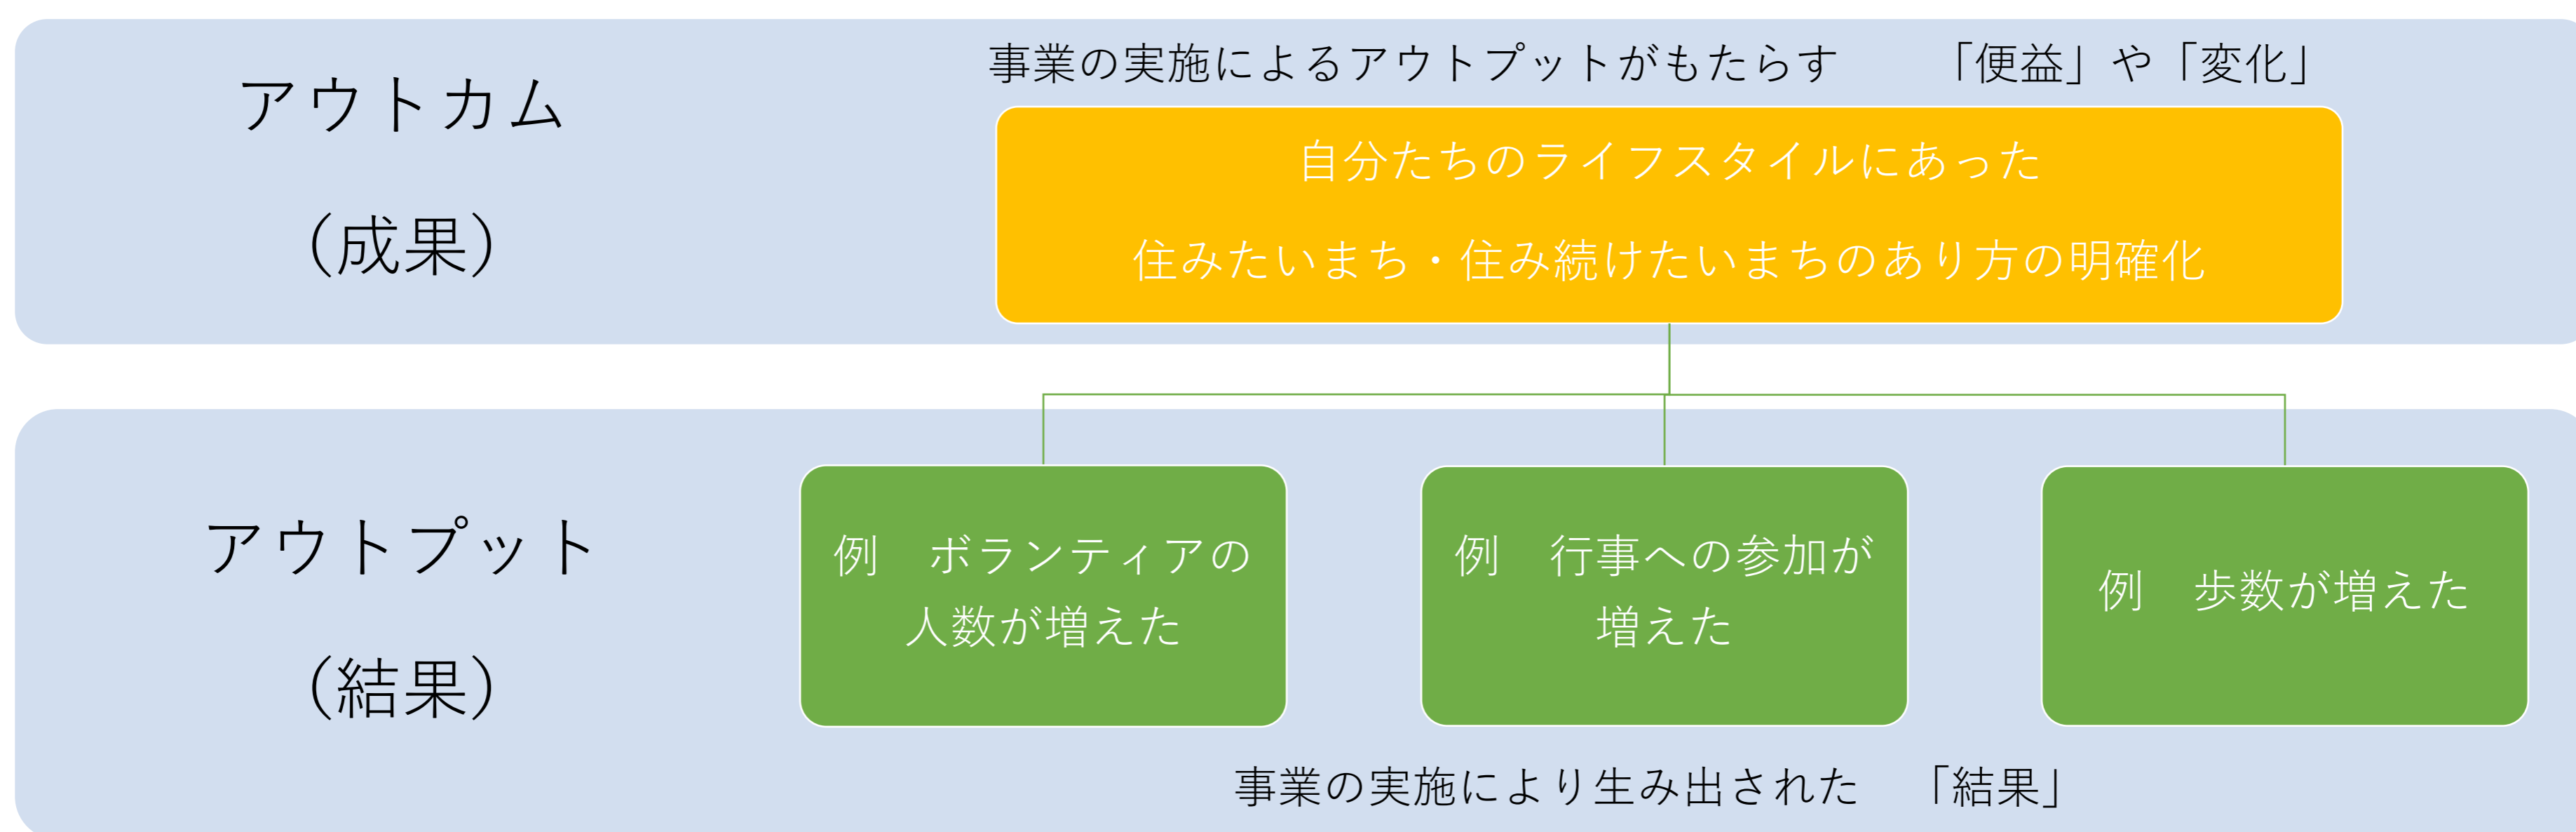 アウトカム
（成果）
事業の実施によるアウトプットがもたらす　　「便益」や「変化」
自分たちのライフスタイルにあった
住みたいまち・住み続けたいまちのあり方の明確化
アウトプット
（結果）
例　ボランティアの
人数が増えた
例　行事への参加が
増えた
例　歩数が増えた
事業の実施により生み出された　「結果」